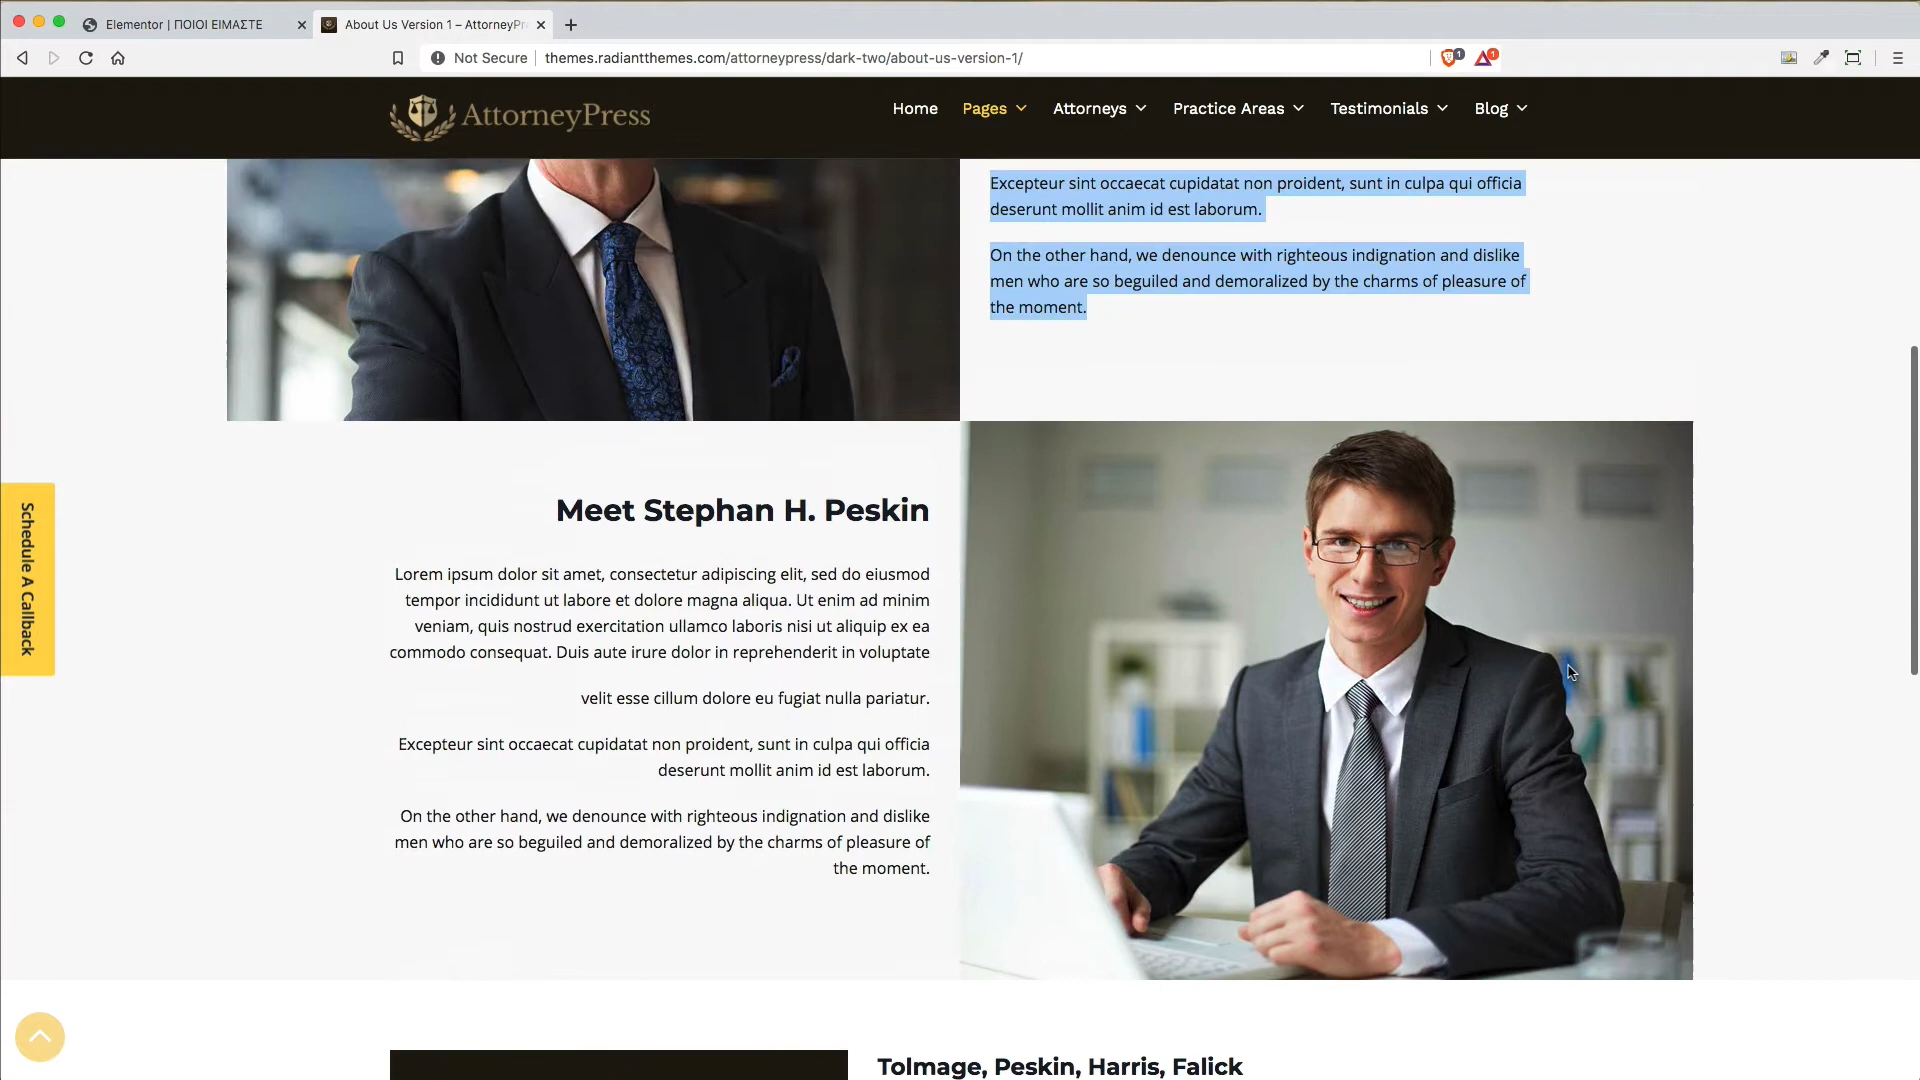 Elementor | ΠΟΙΟΙ ΕΙΜΑΣΤΕ
About Us Version 1 – AttorneyPr
Not Secure
themes.radiantthemes.com/attorneypress/dark-two/about-us-version-1/
1
1
AttorneyPress
Home
Pages
Attorneys
Practice Areas
Testimonials
Blog
Excepteur sint occaecat cupidatat non proident, sunt in culpa qui officia
deserunt mollit anim id est laborum.
On the other hand, we denounce with righteous indignation and dislike
men who are so beguiled and demoralized by the charms of pleasure of
the moment.
Schedule A Callback
Meet Stephan H. Peskin
Lorem ipsum dolor sit amet, consectetur adipiscing elit, sed do eiusmod
tempor incididunt ut labore et dolore magna aliqua. Ut enim ad minim
veniam, quis nostrud exercitation ullamco laboris nisi ut aliquip ex ea
commodo consequat. Duis aute irure dolor in reprehenderit in voluptate
velit esse cillum dolore eu fugiat nulla pariatur.
Excepteur sint occaecat cupidatat non proident, sunt in culpa qui officia
deserunt mollit anim id est laborum.
On the other hand, we denounce with righteous indignation and dislike
men who are so beguiled and demoralized by the charms of pleasure of
the moment.
Tolmage, Peskin, Harris, Falick